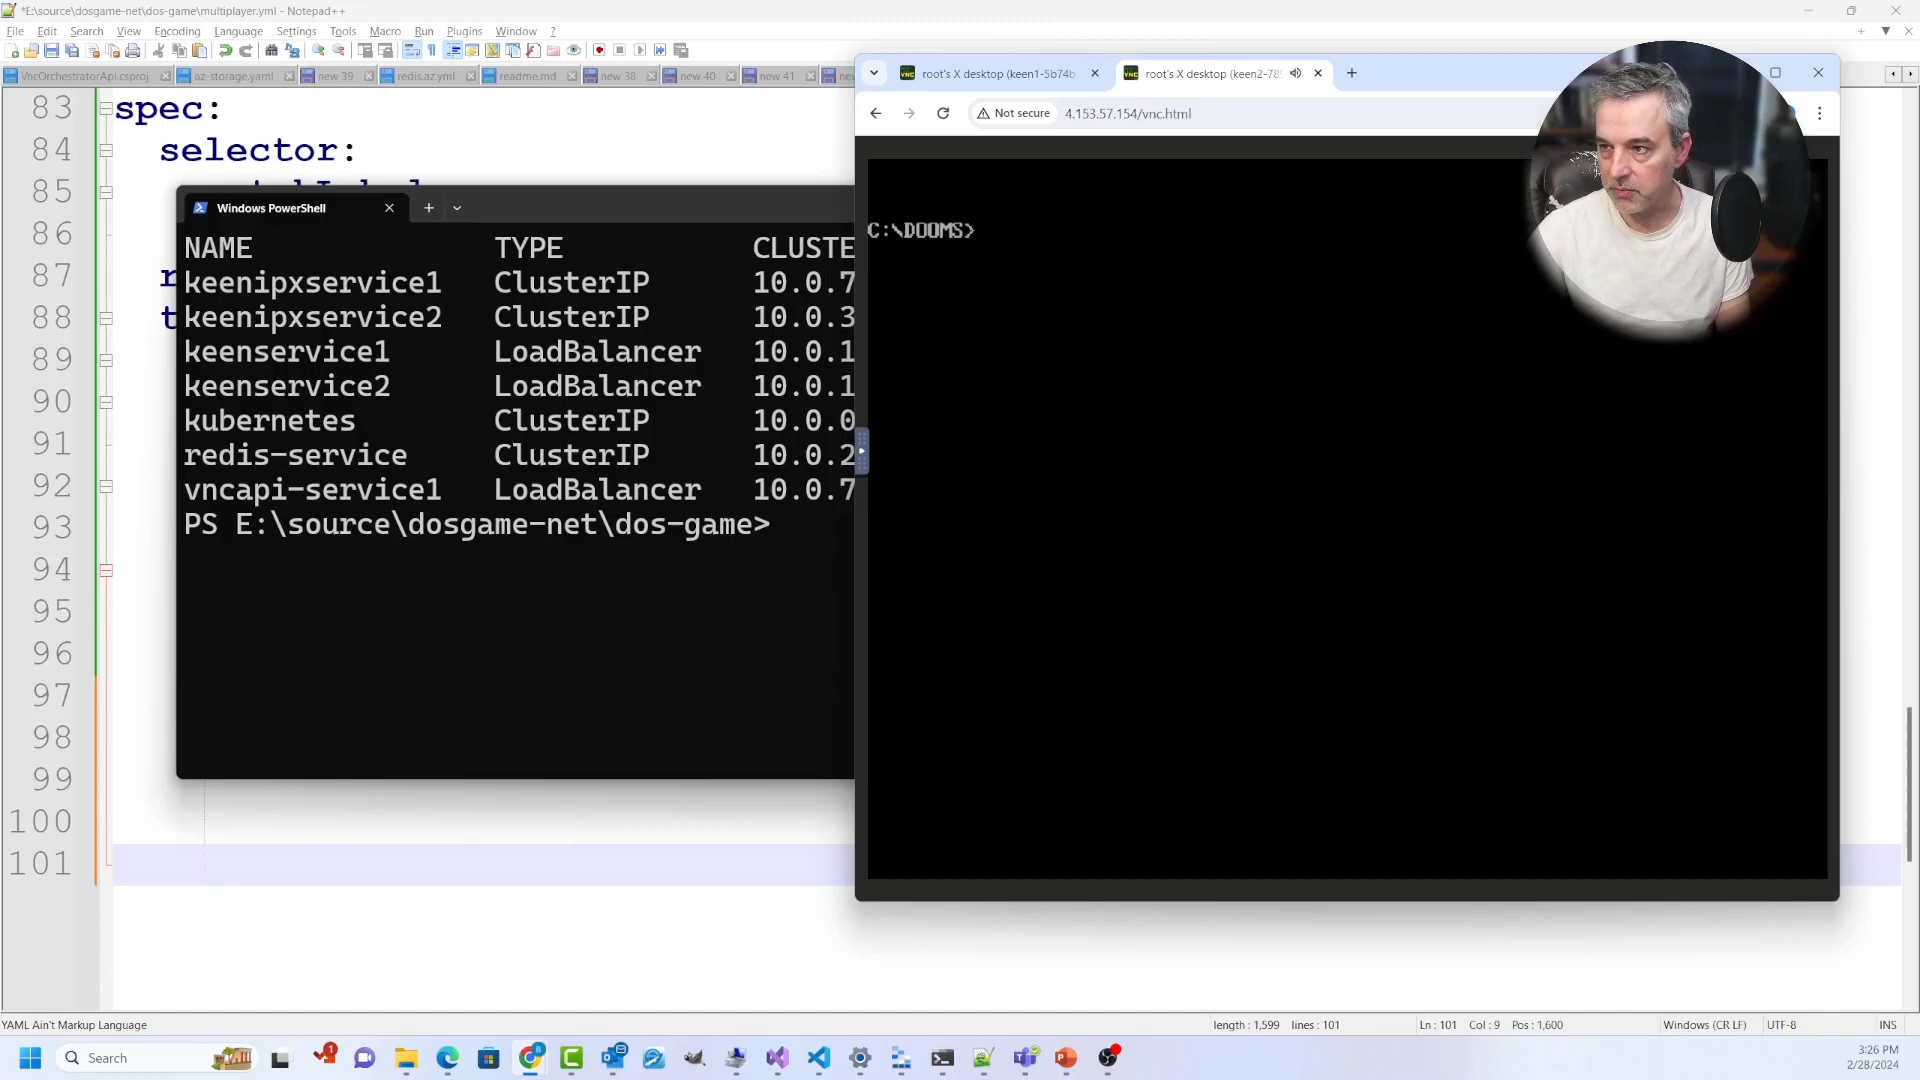 *E:\source\dosgame-net\dos-game\multiplayer.yml - Notepad++
File Edit Search View Encoding Language Settings Tools Macro Run Plugins Window ?
VncOrchestratorApi.csproj az-storage.yaml new 39 redis.az.yml readme.md new 38 new 40 new 41
83 spec:
84 selector:
85
86
87
88
89
90
91
92
93
94
95
96
97
98
99
100
101
Windows PowerShell
NAME TYPE CLUSTE
keenipxservice1 ClusterIP 10.0.7
keenipxservice2 ClusterIP 10.0.3
keenservice1 LoadBalancer 10.0.1
keenservice2 LoadBalancer 10.0.1
kubernetes ClusterIP 10.0.0
redis-service ClusterIP 10.0.2
vncapi-service1 LoadBalancer 10.0.7
PS E:\source\dosgame-net\dos-game>
root's X desktop (keen1-5b74b root's X desktop (keen2-78
Not secure 4.153.57.154/vnc.html
C:\DOOMS>
YAML Ain't Markup Language length : 1,599 lines : 101 Ln : 101 Col : 9 Pos : 1,600 Windows (CR LF) UTF-8 INS
Search
3:26 PM
2/28/2024